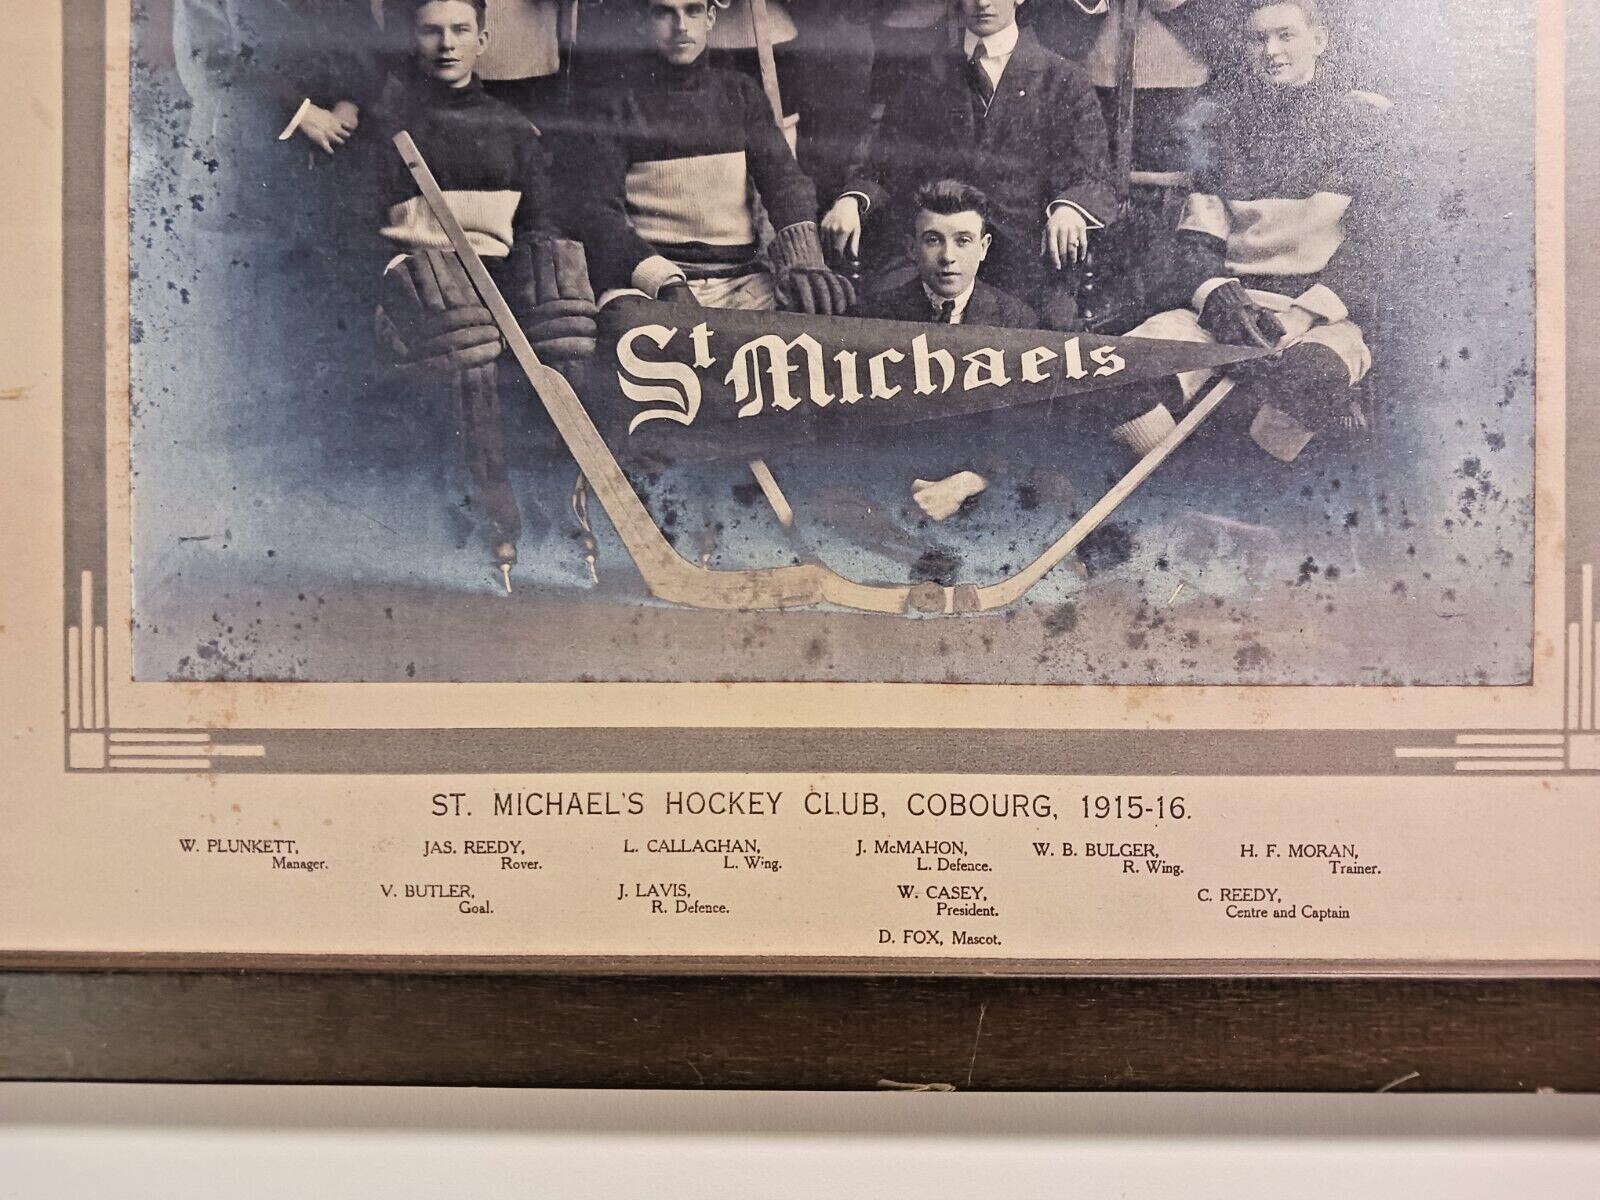 St Michaels
ST. MICHAEL'S HOCKEY CLUB, COBOURG, 1915-16.
W. PLUNKETT, JAS. REEDY, L. CALLAGHAN, J. McMAHON, W. B. BULGER, H. F. MORAN,
Manager. Rover. L. Wing. L. Defence. R. Wing. Trainer.
V. BUTLER, J. LAVIS, W. CASEY, C. REEDY,
Goal. R. Defence. President. Centre and Captain
D. FOX, Mascot.